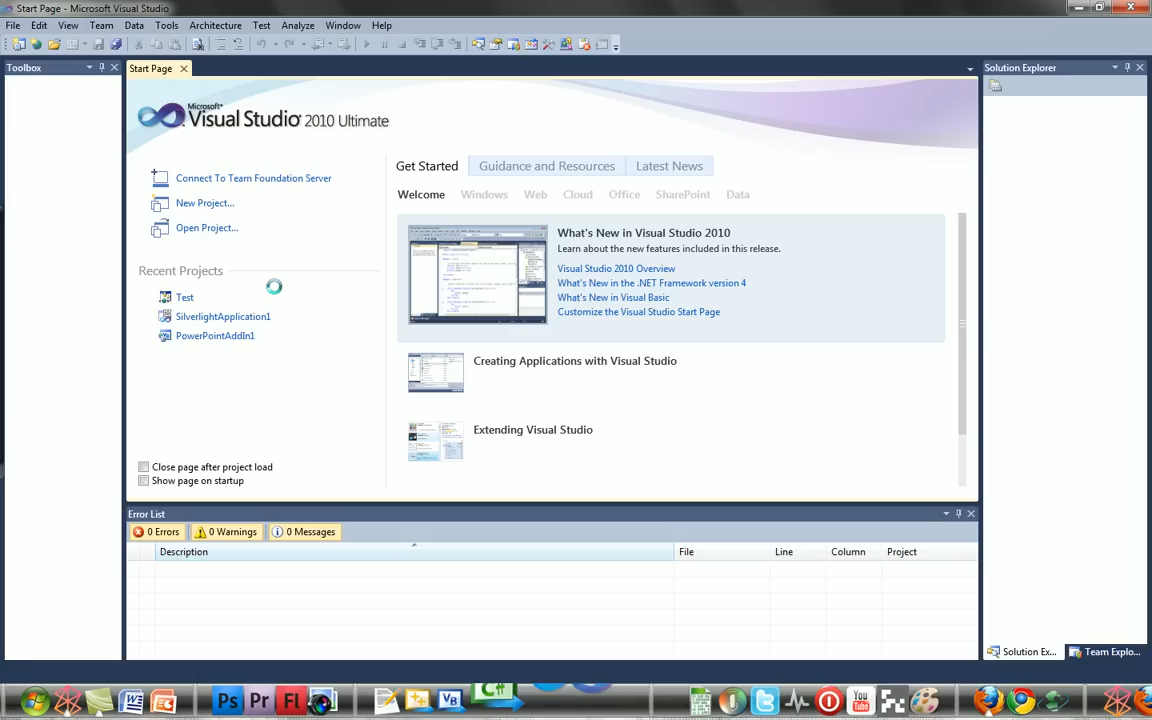 Start Page - Microsoft Visual Studio
File Edit View Team Data Tools Architecture Test Analyze Window Help
Toolbox
Start Page
Solution Explorer
Microsoft
Visual Studio 2010 Ultimate
Connect To Team Foundation Server
New Project...
Open Project...
Recent Projects
Test
SilverlightApplication1
PowerPointAddIn1
Close page after project load
Show page on startup
Get Started Guidance and Resources Latest News
Welcome Windows Web Cloud Office SharePoint Data
What's New in Visual Studio 2010
Learn about the new features included in this release.
Visual Studio 2010 Overview
What's New in the .NET Framework version 4
What's New in Visual Basic
Customize the Visual Studio Start Page
Creating Applications with Visual Studio
Extending Visual Studio
Error List
0 Errors 0 Warnings 0 Messages
Description File Line Column Project
Solution Ex... Team Explo...
Ps Pr Fl VB C# You Tube